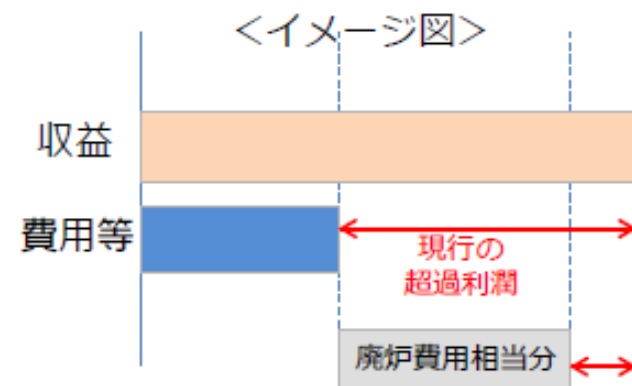 ＜イメージ図＞
収益
費用等
現行の
超過利潤
廃炉費用相当分